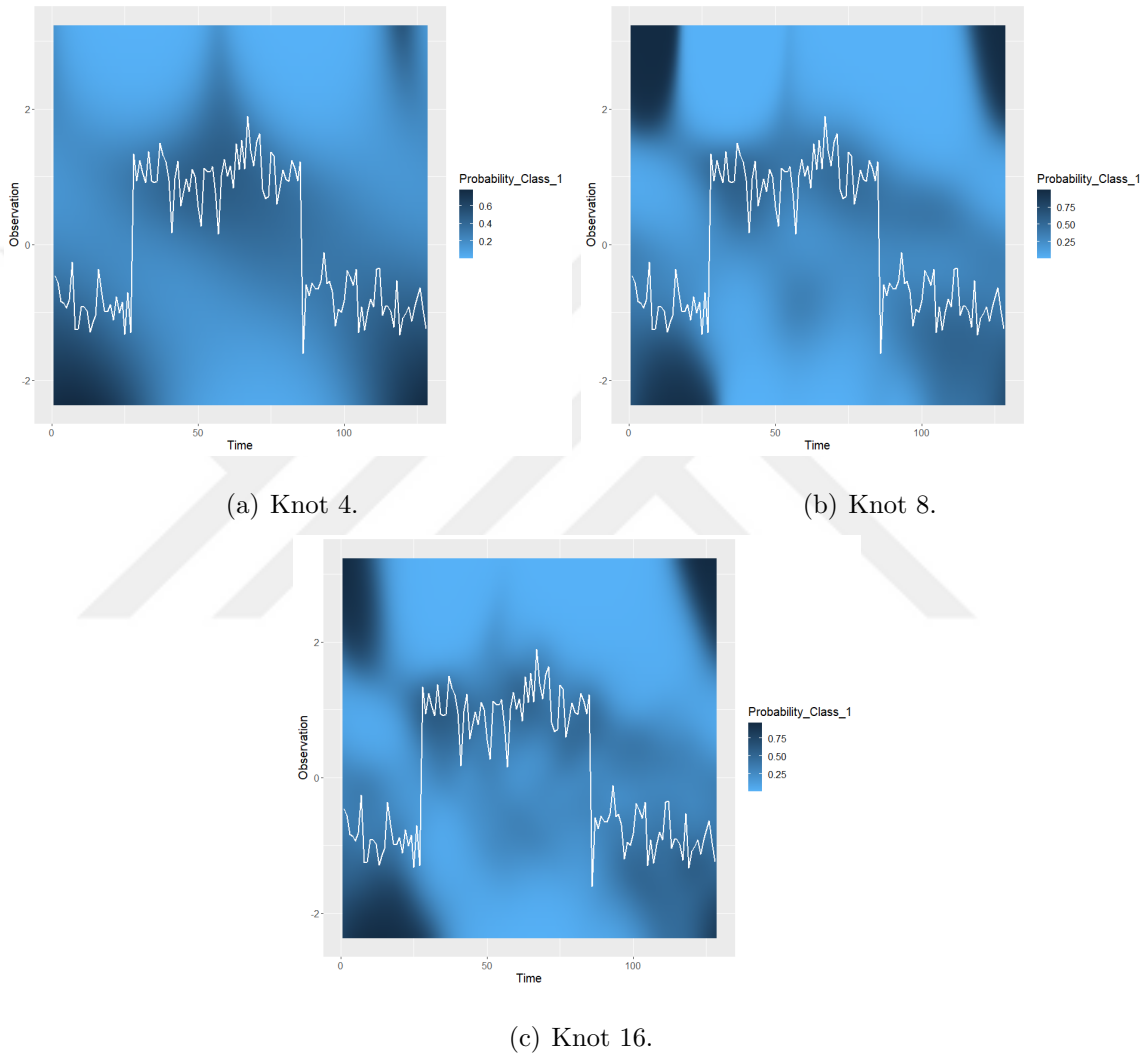 2
0
-2
Observation
0
50
100
Time
Probability_Class_1
0.6
0.4
0.2
(a) Knot 4.
2
0
-2
Observation
0
50
100
Time
Probability_Class_1
0.75
0.50
0.25
(b) Knot 8.
2
0
-2
Observation
0
50
100
Time
Probability_Class_1
0.75
0.50
0.25
(c) Knot 16.